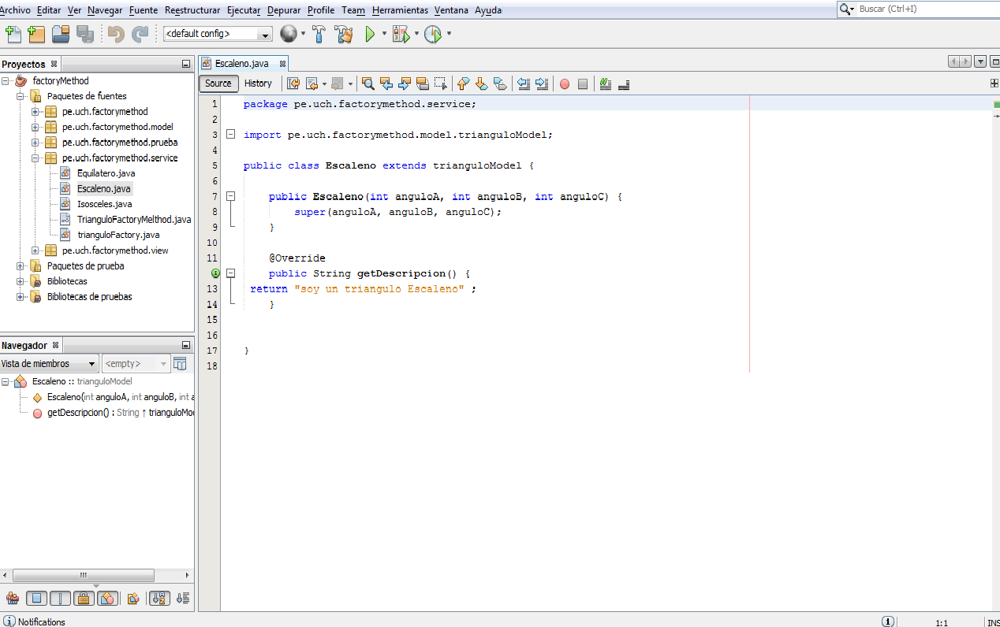 Archivo Editar Ver Navegar Fuente Reestructurar Ejecutar Depurar Profile Team Herramientas Ventana Ayuda
Buscar (Ctrl+I)
<default config>
Proyectos
factoryMethod
Paquetes de fuentes
pe.uch.factorymethod
pe.uch.factorymethod.model
pe.uch.factorymethod.prueba
pe.uch.factorymethod.service
Equilatero.java
Escaleno.java
Isosceles.java
TrianguloFactoryMelthod.java
trianguloFactory.java
pe.uch.factorymethod.view
Paquetes de prueba
Bibliotecas
Bibliotecas de pruebas
Navegador
Vista de miembros
<empty>
Escaleno :: trianguloModel
Escaleno(int anguloA, int anguloB, int a
getDescripcion() : String ↑ trianguloMo
Escaleno.java
Source History
1 package pe.uch.factorymethod.service;
2
3 import pe.uch.factorymethod.model.trianguloModel;
4
5 public class Escaleno extends trianguloModel {
6
7 public Escaleno(int anguloA, int anguloB, int anguloC) {
8 super(anguloA, anguloB, anguloC);
9 }
10
11 @Override
public String getDescripcion() {
13 return "soy un triangulo Escaleno" ;
14 }
15
16
17 }
18
Notifications
1
1:1
INS